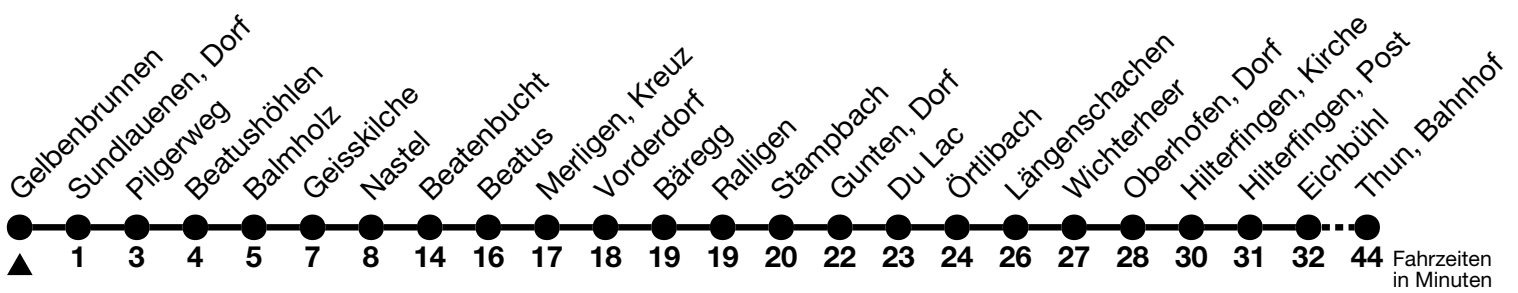 Gelbenbrunnen
Sundlauenen, Dorf
Pilgerweg
Beatushöhlen
Balmholz
Geisskilche
Nastel
Beatenbucht
Beatus
Merligen, Kreuz
Vorderdorf
Bäregg
Ralligen
Stampbach
Gunten, Dorf
Du Lac
Örtlibach
Längenschachen
Wichterheer
Oberhofen, Dorf
Hilterfingen, Kirche
Hilterfingen, Post
Eichbühl
Thun, Bahnhof
1 3 4 5 7 8 14 16 17 18 19 19 20 22 23 24 26 27 28 30 31 32 44
Fahrzeiten
in Minuten